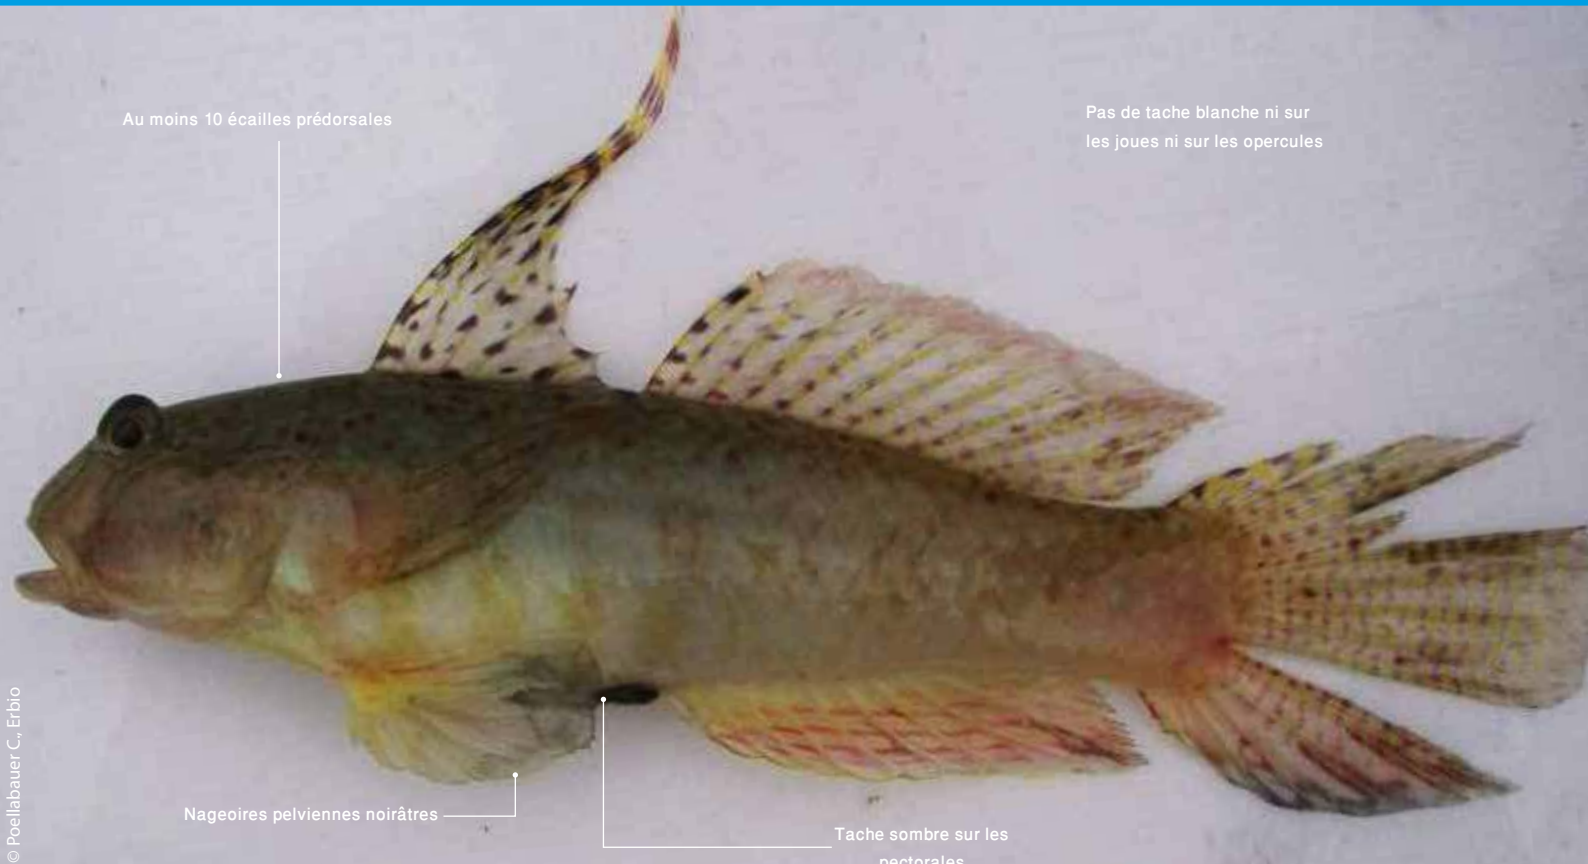 Au moins 10 écailles prédorsales
Pas de tache blanche ni sur
les joues ni sur les opercules
Nageoires pelviennes noirâtres
Tache sombre sur les
pectorales
© Poellabauer C., Erbio